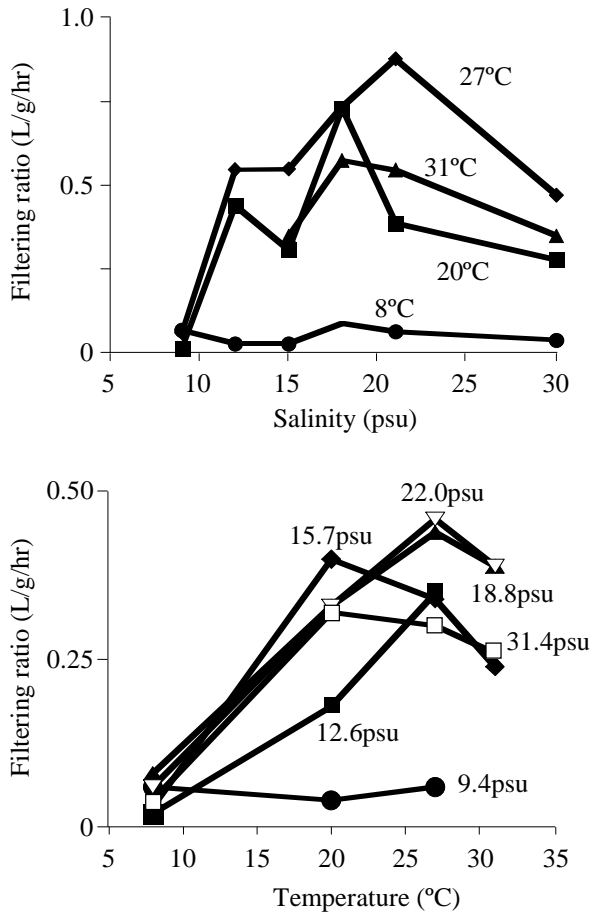 Filtering ratio (L/g/hr)
1.0
0.5
0
27ºC
31ºC
20ºC
8ºC
5 10 15 20 25 30
Salinity (psu)
Filtering ratio (L/g/hr)
0.50
0.25
0
22.0psu
15.7psu
18.8psu
31.4psu
12.6psu
9.4psu
5 10 15 20 25 30 35
Temperature (ºC)